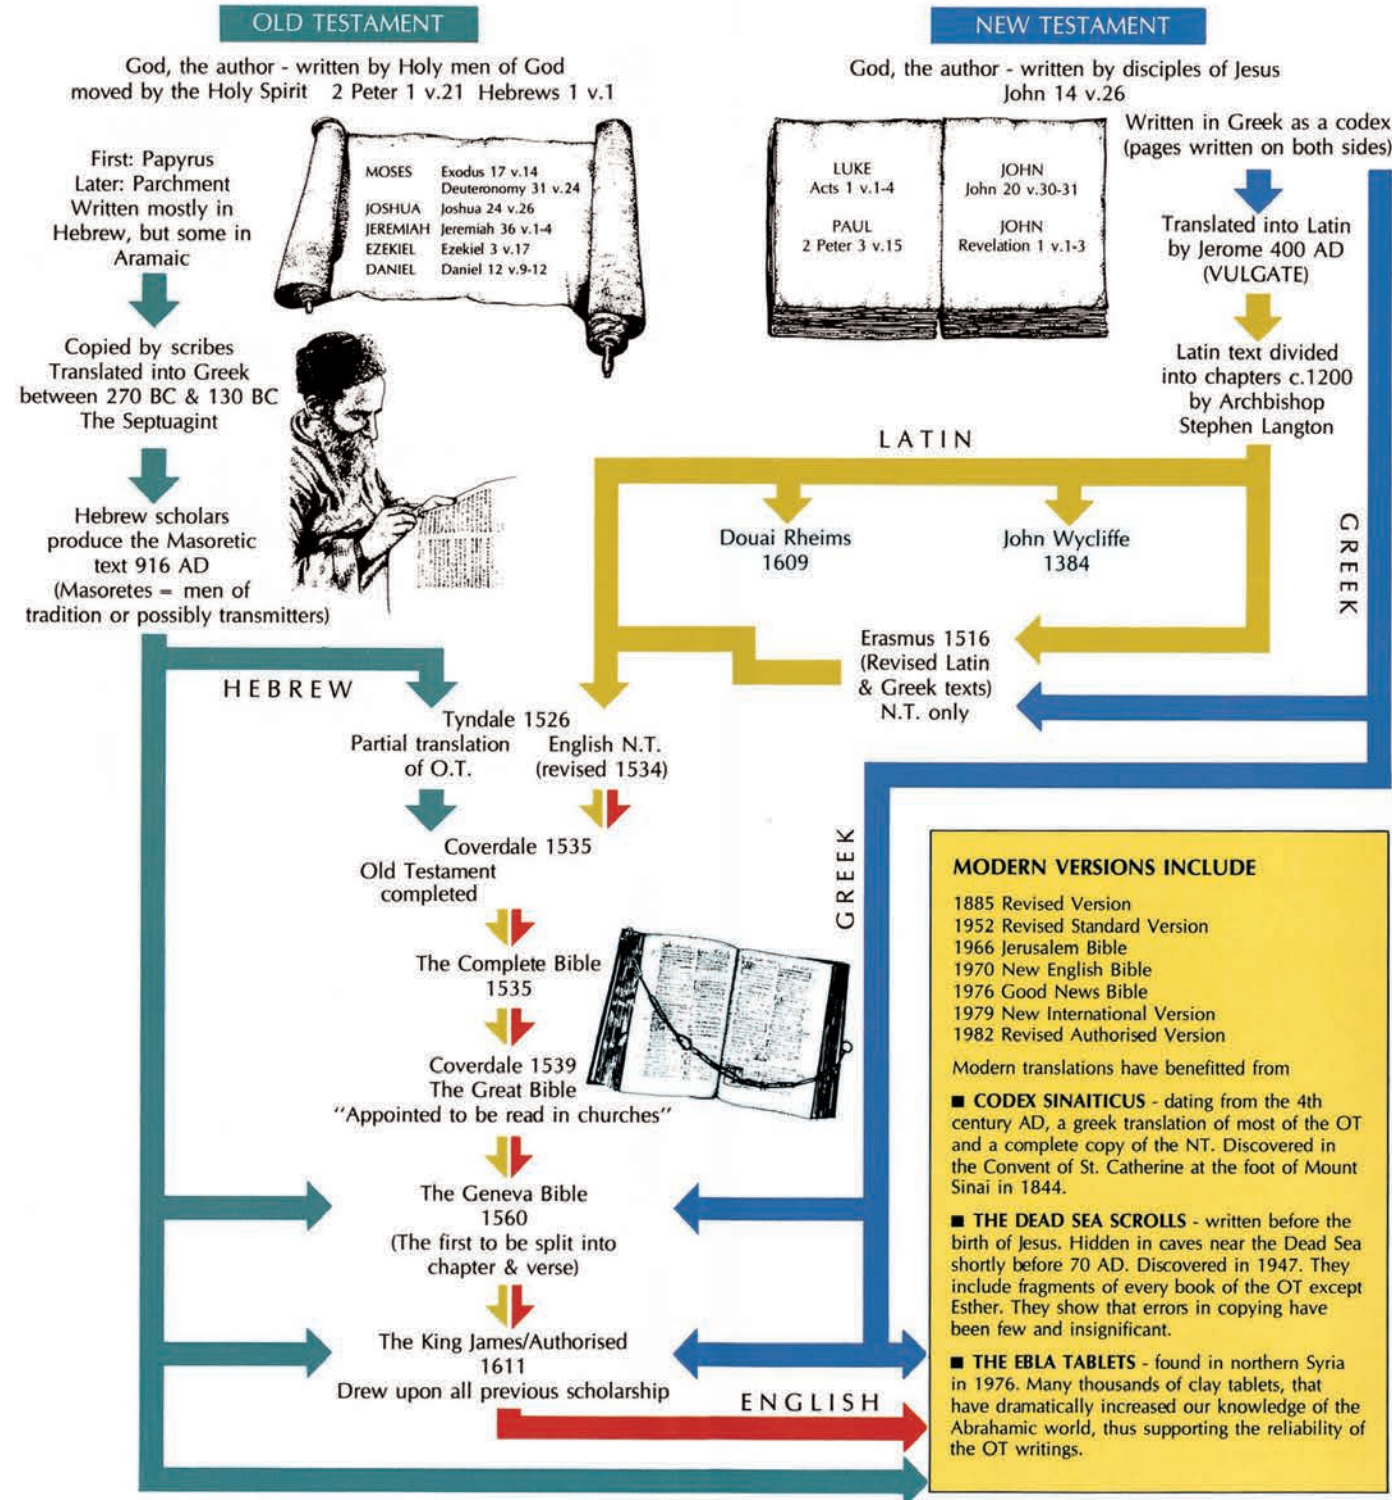 OLD TESTAMENT
God, the author - written by Holy men of God
moved by the Holy Spirit 2 Peter 1 v.21 Hebrews 1 v.1
First: Papyrus
Later: Parchment
Written mostly in
Hebrew, but some in
Aramaic
MOSES Exodus 17 v.14
Deuteronomy 31 v.24
JOSHUA Joshua 24 v.26
JEREMIAH Jeremiah 36 v.1-4
EZEKIEL Ezekiel 3 v.17
DANIEL Daniel 12 v.9-12
Copied by scribes
Translated into Greek
between 270 BC & 130 BC
The Septuagint
Hebrew scholars
produce the Masoretic
text 916 AD
(Masoretes = men of
tradition or possibly transmitters)
NEW TESTAMENT
God, the author - written by disciples of Jesus
John 14 v.26
LUKE
Acts 1 v.1-4
PAUL
2 Peter 3 v.15
JOHN
John 20 v.30-31
JOHN
Revelation 1 v.1-3
Written in Greek as a codex
(pages written on both sides)
Translated into Latin
by Jerome 400 AD
(VULGATE)
Latin text divided
into chapters c.1200
by Archbishop
Stephen Langton
LATIN
GREEK
Douai Rheims
1609
John Wycliffe
1384
Erasmus 1516
(Revised Latin
& Greek texts)
N.T. only
HEBREW
Tyndale 1526
Partial translation
of O.T.
English N.T.
(revised 1534)
Coverdale 1535
Old Testament
completed
The Complete Bible
1535
Coverdale 1539
The Great Bible
"Appointed to be read in churches"
The Geneva Bible
1560
(The first to be split into
chapter & verse)
The King James/Authorised
1611
Drew upon all previous scholarship
GREEK
ENGLISH
MODERN VERSIONS INCLUDE
1885 Revised Version
1952 Revised Standard Version
1966 Jerusalem Bible
1970 New English Bible
1976 Good News Bible
1979 New International Version
1982 Revised Authorised Version
Modern translations have benefitted from
■ CODEX SINAITICUS - dating from the 4th
century AD, a greek translation of most of the OT
and a complete copy of the NT. Discovered in
the Convent of St. Catherine at the foot of Mount
Sinai in 1844.
■ THE DEAD SEA SCROLLS - written before the
birth of Jesus. Hidden in caves near the Dead Sea
shortly before 70 AD. Discovered in 1947. They
include fragments of every book of the OT except
Esther. They show that errors in copying have
been few and insignificant.
■ THE EBLA TABLETS - found in northern Syria
in 1976. Many thousands of clay tablets, that
have dramatically increased our knowledge of the
Abrahamic world, thus supporting the reliability of
the OT writings.